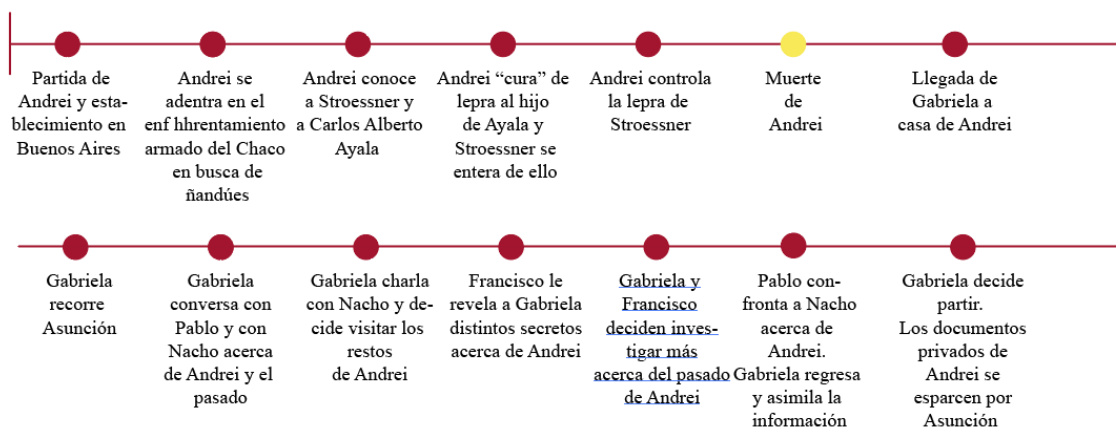 Partida de
Andrei y esta-
blecimiento en
Buenos Aires
Andrei se
adentra en el
enf hhrentamiento
armado del Chaco
en busca de
ñandúes
Andrei conoce
a Stroessner y
a Carlos Alberto
Ayala
Andrei “cura” de
lepra al hijo
de Ayala y
Stroessner se
entera de ello
Andrei controla
la lepra de
Stroessner
Muerte
de
Andrei
Llegada de
Gabriela a
casa de Andrei
Gabriela
recorre
Asunción
Gabriela
conversa con
Pablo y con
Nacho acerca
de Andrei y el
pasado
Gabriela charla
con Nacho y de-
cide visitar los
restos
de Andrei
Francisco le
revela a Gabriela
distintos secretos
acerca de Andrei
Gabriela y
Francisco
deciden inves-
tigar más
acerca del pasado
de Andrei
Pablo con-
fronta a Nacho
acerca de
Andrei.
Gabriela regresa
y asimila la
información
Gabriela decide
partir.
Los documentos
privados de
Andrei se
esparcen por
Asunción